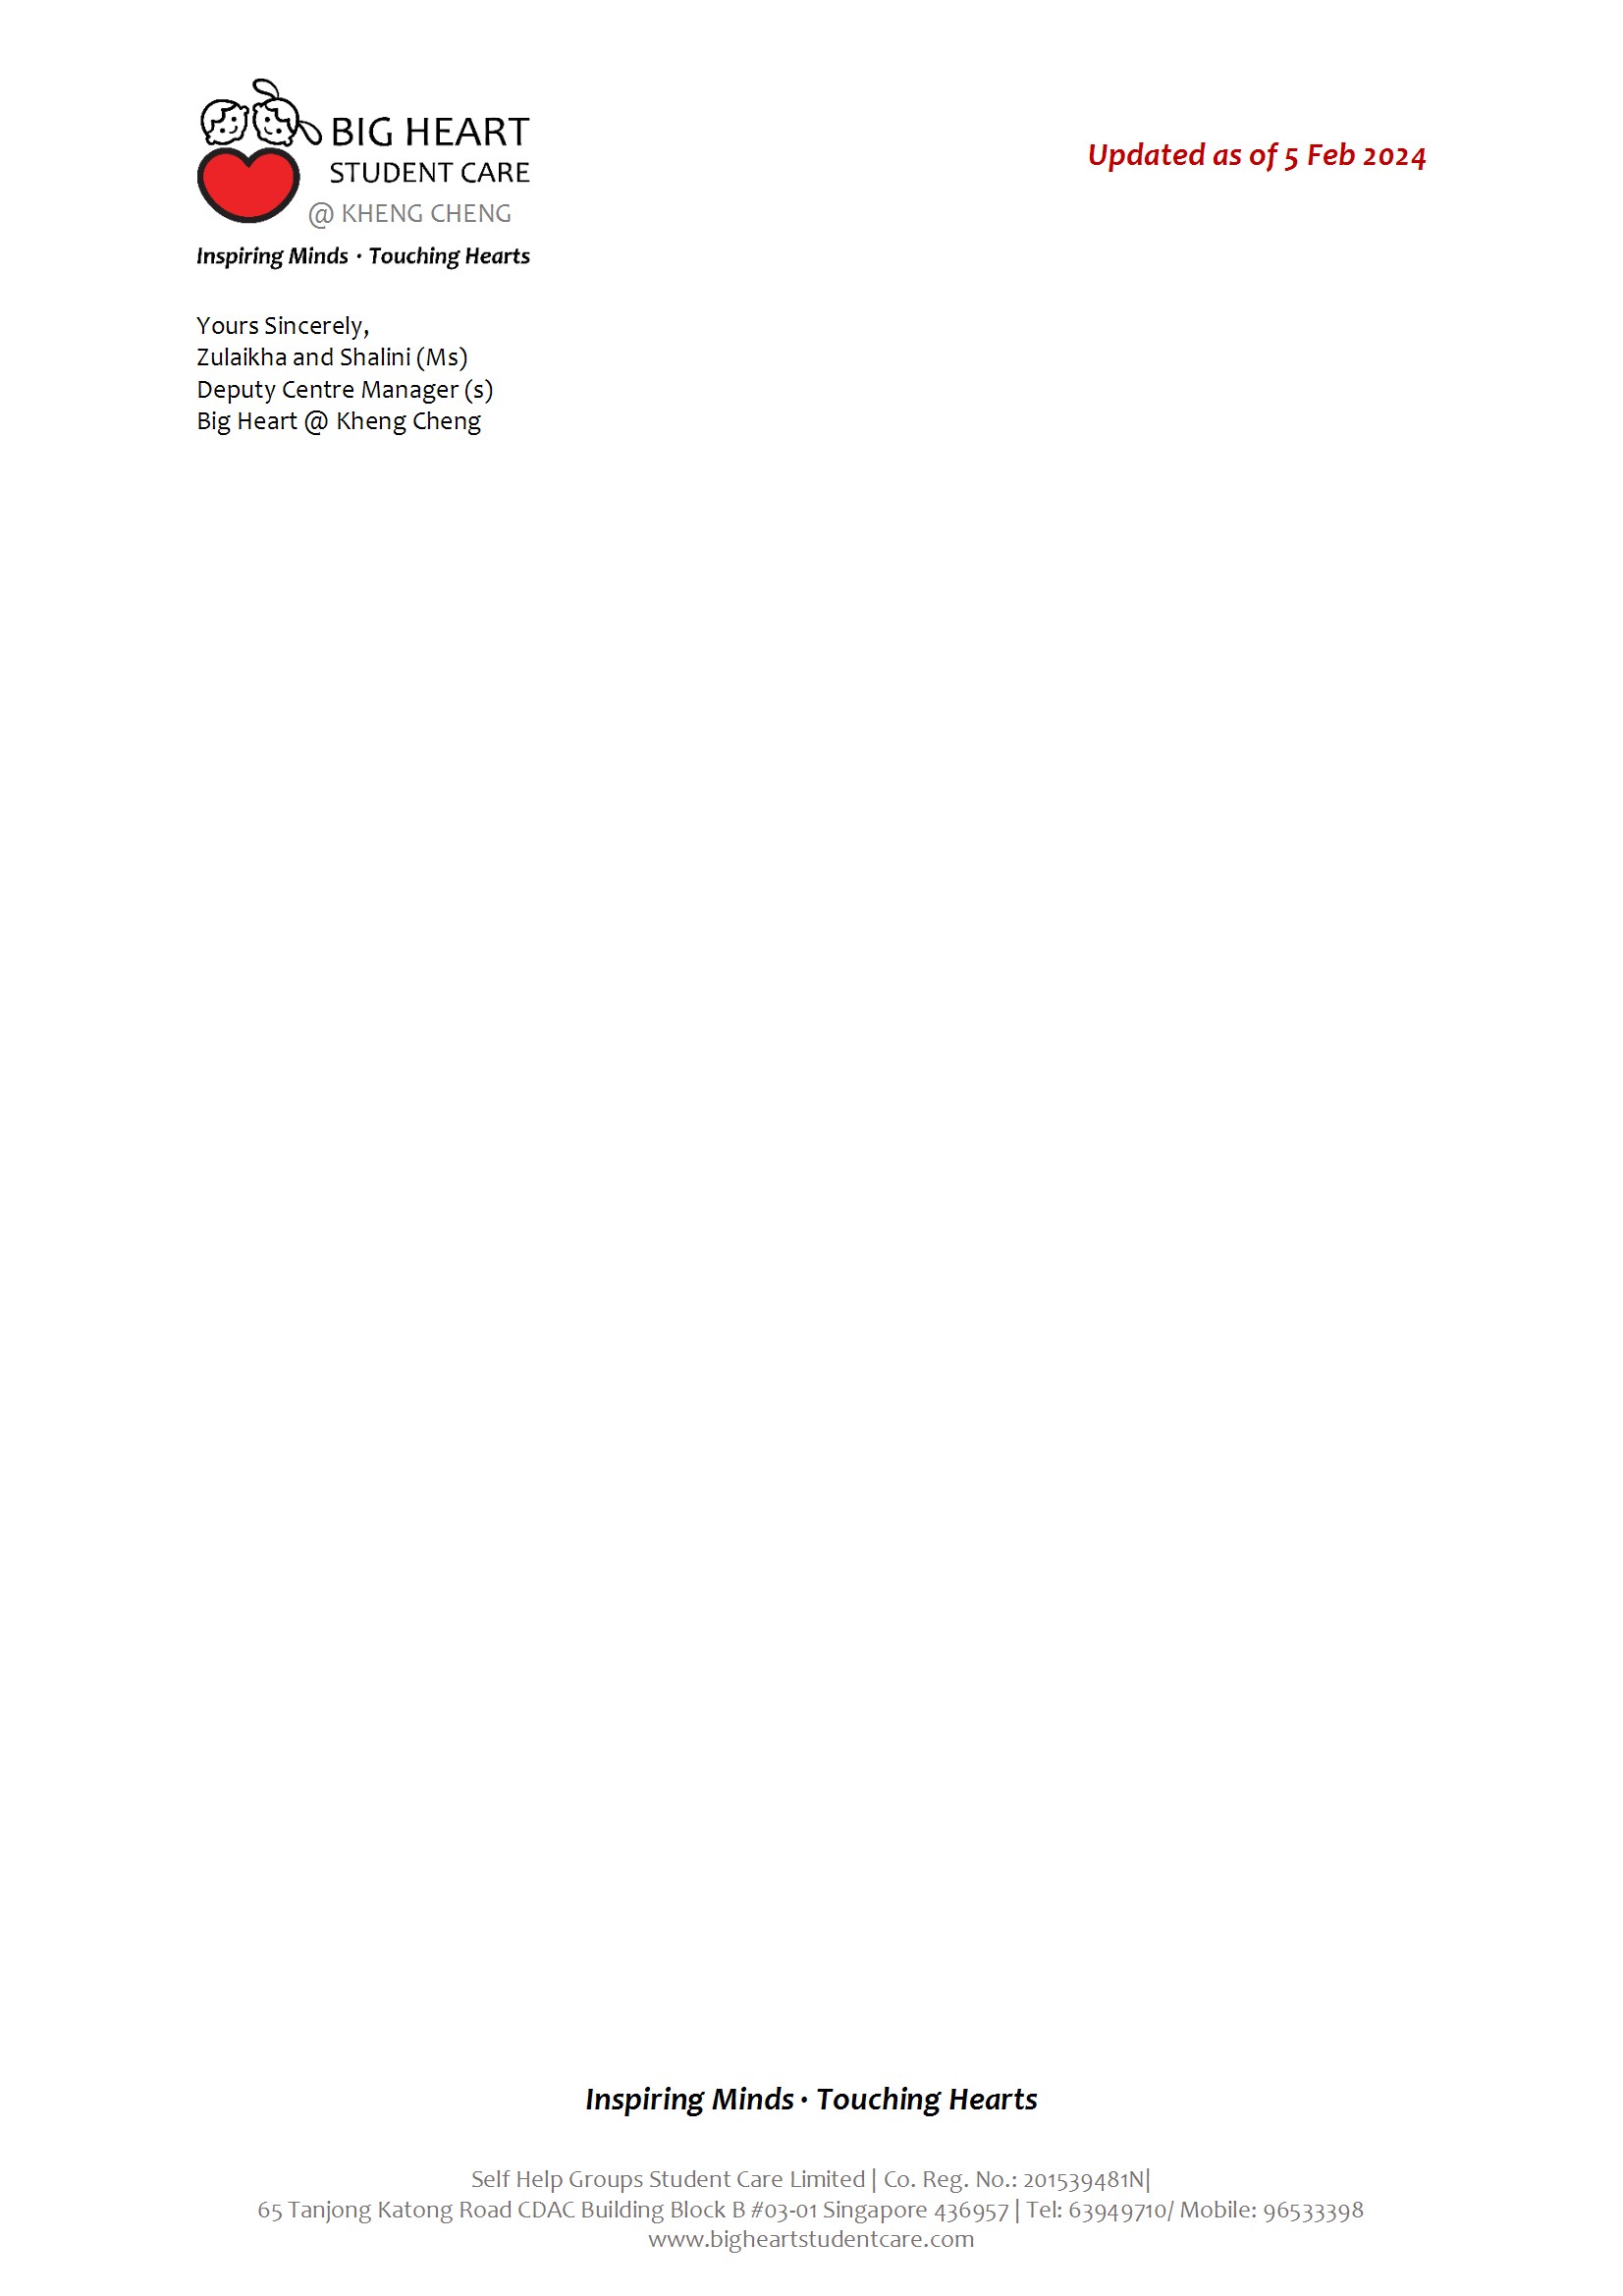 BIG HEART
STUDENT CARE
@ KHENG CHENG
Inspiring Minds • Touching Hearts
Updated as of 5 Feb 2024
Yours Sincerely,
Zulaikha and Shalini (Ms)
Deputy Centre Manager (s)
Big Heart @ Kheng Cheng
Inspiring Minds • Touching Hearts
Self Help Groups Student Care Limited | Co. Reg. No.: 201539481N|
65 Tanjong Katong Road CDAC Building Block B #03-01 Singapore 436957 | Tel: 63949710/ Mobile: 96533398
www.bigheartstudentcare.com